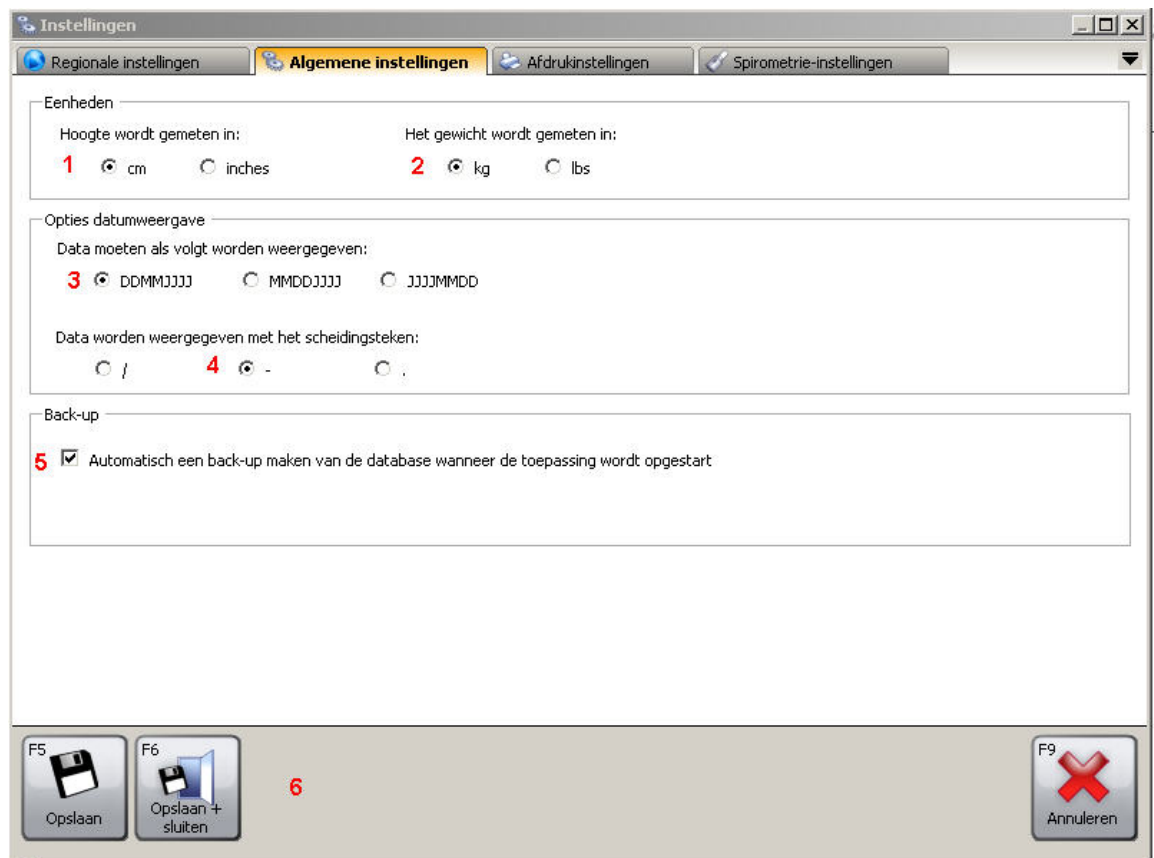 Instellingen
Regionale instellingen Algemene instellingen Afdrukinstellingen Spirometrie-instellingen
Eenheden
Hoogte wordt gemeten in: Het gewicht wordt gemeten in:
1 cm inches 2 kg lbs
Opties datumweergave
Data moeten als volgt worden weergegeven:
3 DDMMJJJJ MMDDJJJJ JJJJMMDD
Data worden weergegeven met het scheidingsteken:
/ 4 - .
Back-up
5 Automatisch een back-up maken van de database wanneer de toepassing wordt opgestart
F5 F6 F9
6
Opslaan Opslaan + sluiten Annuleren